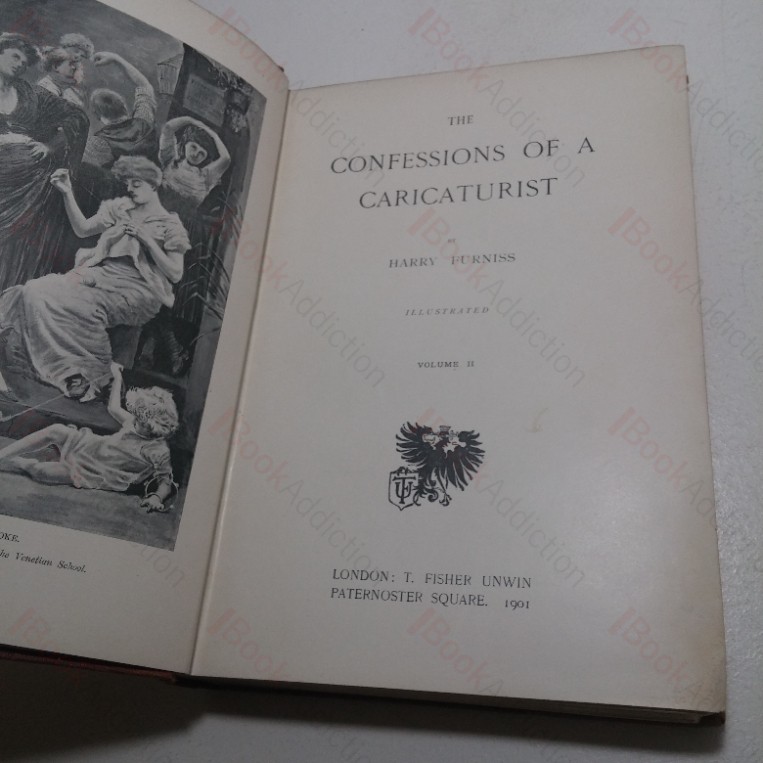 OKE.
he Venetian School.
THE
CONFESSIONS OF A
CARICATURIST
BY
HARRY FURNISS
ILLUSTRATED
VOLUME II
LONDON: T. FISHER UNWIN
PATERNOSTER SQUARE. 1901
BookAddiction